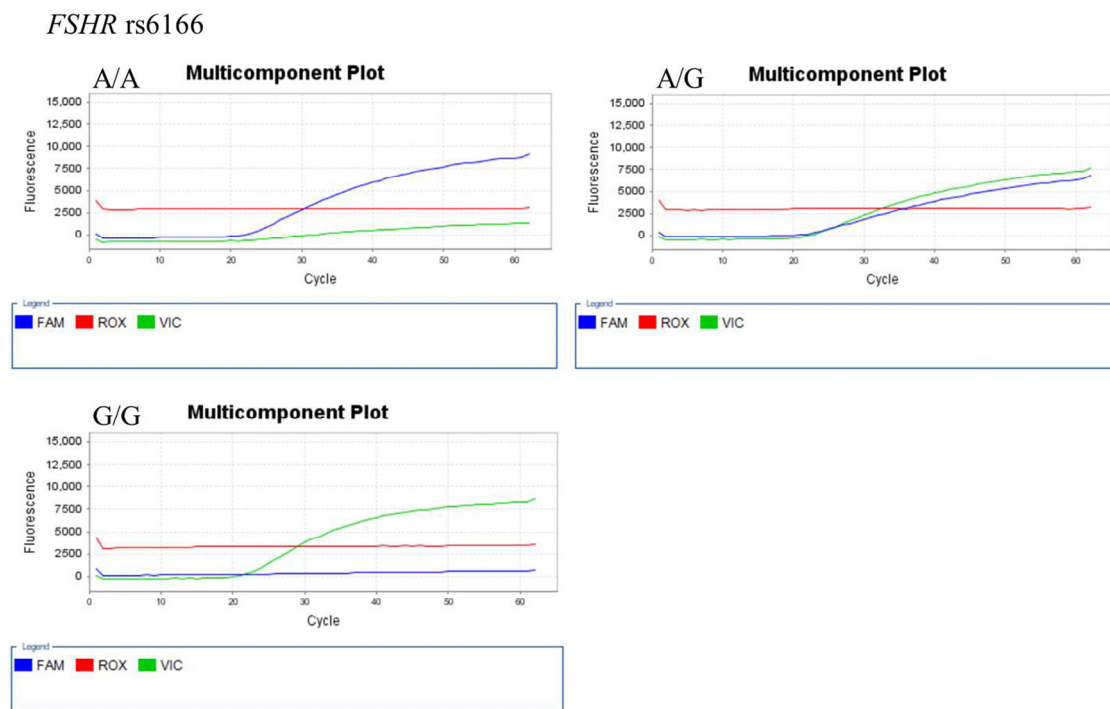 FSHR rs6166
A/A Multicomponent Plot
15,000
12,500
10,000
7500
5000
2500
0
Fluorescence
0 10 20 30 40 50 60
Cycle
Legend
FAM ROX VIC
A/G Multicomponent Plot
15,000
12,500
10,000
7500
5000
2500
0
Fluorescence
0 10 20 30 40 50 60
Cycle
Legend
FAM ROX VIC
G/G Multicomponent Plot
15,000
12,500
10,000
7500
5000
2500
0
Fluorescence
0 10 20 30 40 50 60
Cycle
Legend
FAM ROX VIC